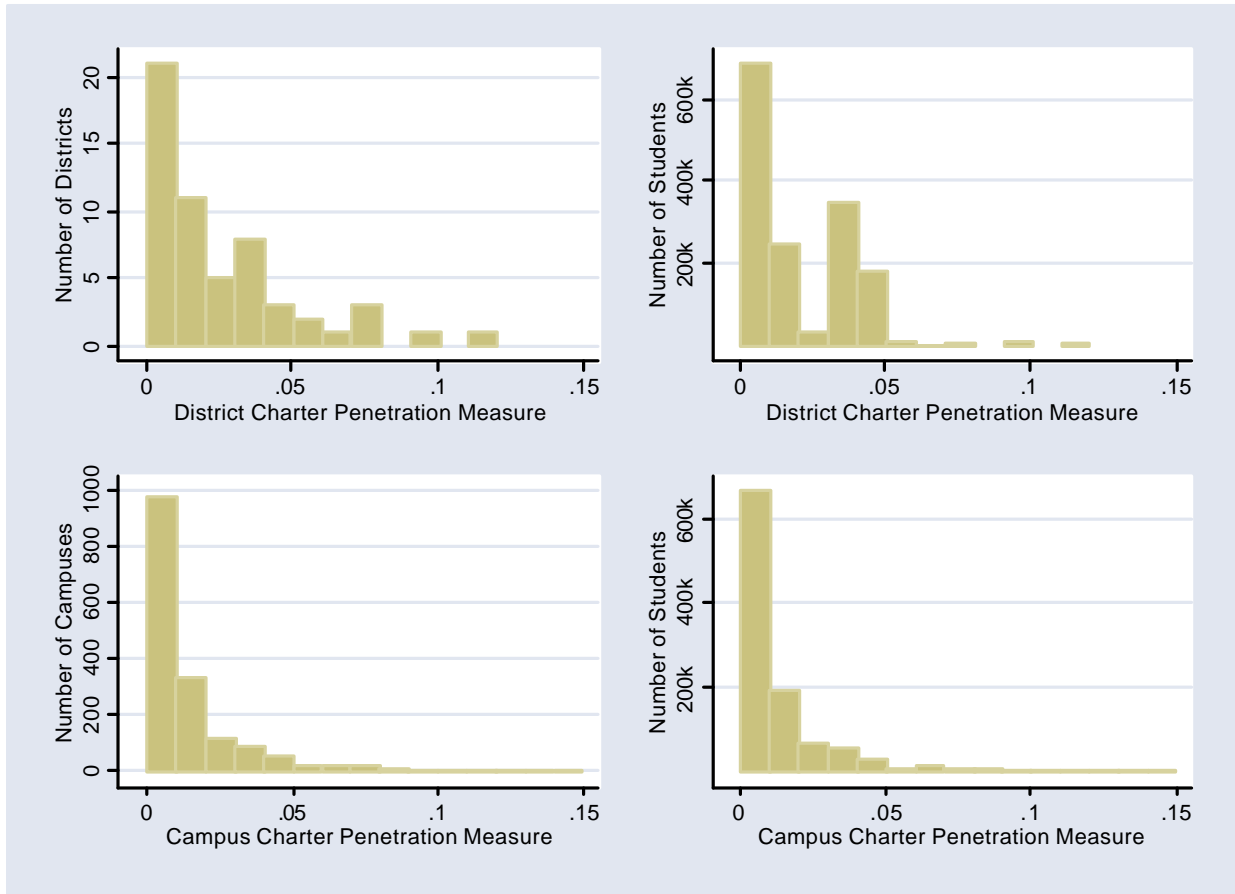 Number of Districts
20
15
10
5
0
0 .05 .1 .15
District Charter Penetration Measure
Number of Students
600k
400k
200k
0 .05 .1 .15
District Charter Penetration Measure
Number of Campuses
1000
800
600
400
200
0
0 .05 .1 .15
Campus Charter Penetration Measure
Number of Students
600k
400k
200k
0 .05 .1 .15
Campus Charter Penetration Measure